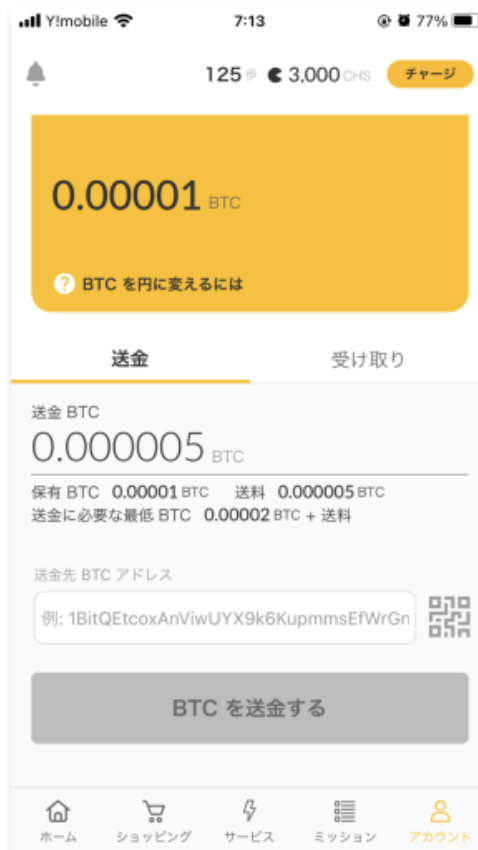 Y!mobile 7:13 77%
125 歩 3,000 CHS チャージ
0.00001 BTC
? BTC を円に変えるには
送金 受け取り
送金 BTC
0.000005 BTC
保有 BTC 0.00001 BTC 送料 0.000005 BTC
送金に必要な最低 BTC 0.00002 BTC + 送料
送金先 BTC アドレス
例: 1BitQEtcoxAnViwUYX9k6KupmmsEfWrGn
BTC を送金する
ホーム ショッピング サービス ミッション アカウント